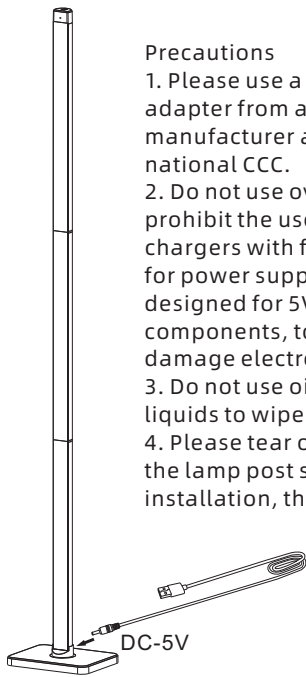 Precautions
1. Please use a
adapter from a
manufacturer a
national CCC.
2. Do not use ov
prohibit the use
chargers with f
for power supp
designed for 5V
components, to
damage electro
3. Do not use oi
liquids to wipe
4. Please tear o
the lamp post s
installation, th
DC-5V